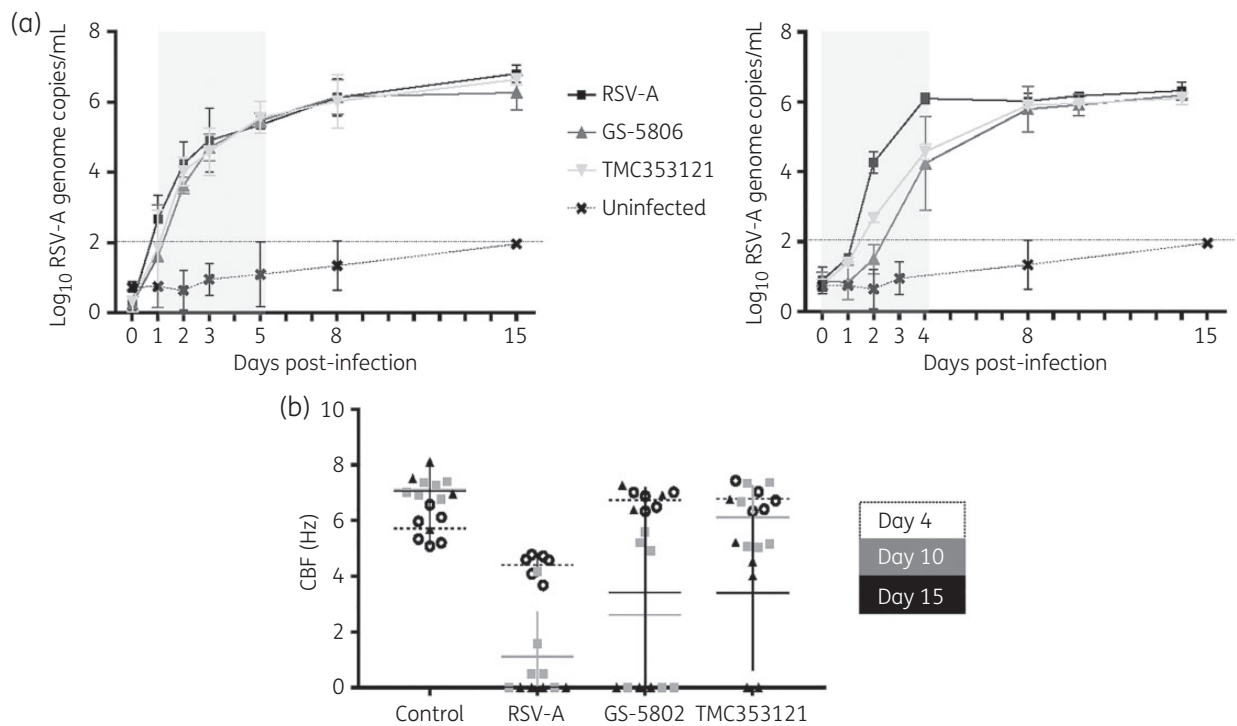 (a)
8
6
4
2
0
Log10 RSV-A genome copies/mL
0 1 2 3 5 8 15
Days post-infection
RSV-A
GS-5806
TMC353121
Uninfected
8
6
4
2
0
Log10 RSV-A genome copies/mL
0 1 2 3 4 8 15
Days post-infection
(b)
10
8
6
4
2
0
CBF (Hz)
Control RSV-A GS-5802 TMC353121
Day 4
Day 10
Day 15